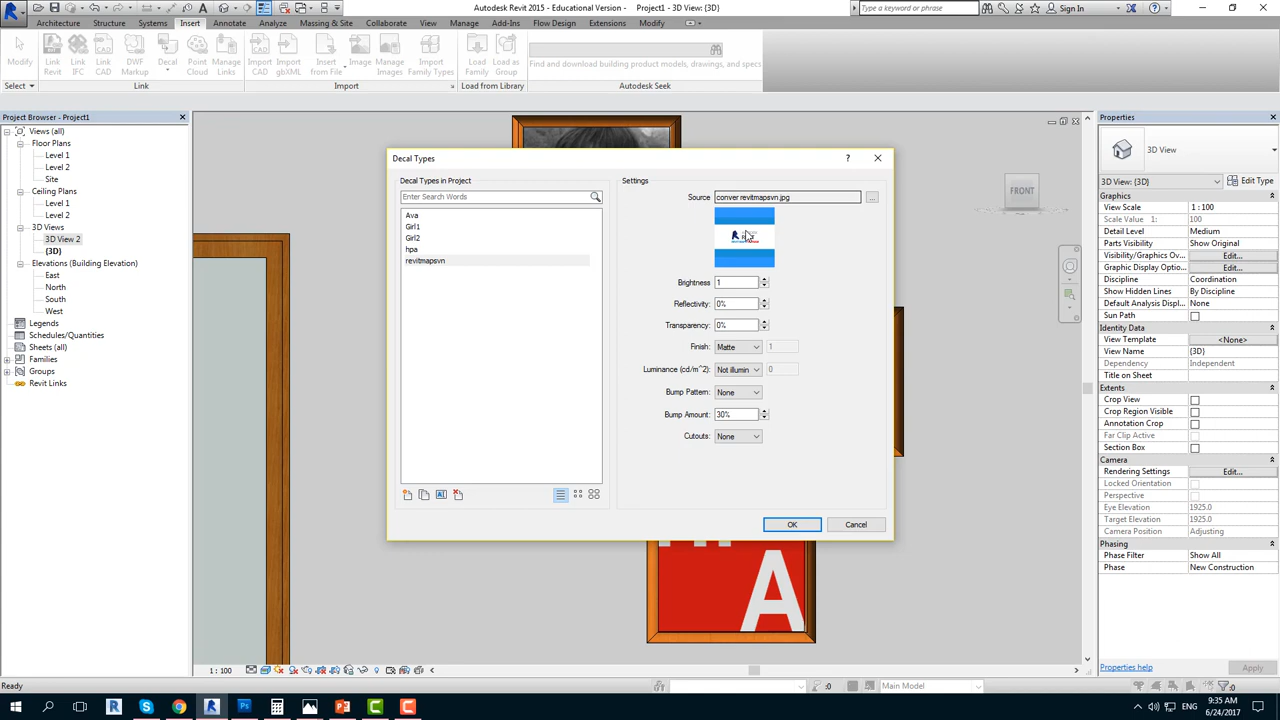 Autodesk Revit 2015 - Educational Version - Project1 - 3D View: {3D}
Type a keyword or phrase
Sign In
Architecture Structure Systems Insert Annotate Analyze Massing & Site Collaborate View Manage Add-Ins Flow Design Extensions Modify
Modify
Link Revit
Link IFC
Link CAD
DWF Markup
Decal
Point Cloud
Manage Links
Import CAD
Import gbXML
Insert from File
Image
Manage Images
Import Family Types
Load Family
Load as Group
Find and download building product models, drawings, and specs
Select
Link
Import
Load from Library
Autodesk Seek
Project Browser - Project1
Views (all)
Floor Plans
Level 1
Level 2
Site
Ceiling Plans
Level 1
Level 2
3D Views
3D View 2
{3D}
Elevations (Building Elevation)
East
North
South
West
Legends
Schedules/Quantities
Sheets (all)
Families
Groups
Revit Links
Decal Types
Decal Types in Project
Enter Search Words
Ava
Girl1
Girl2
hpa
revitmapsvn
Settings
Source conver revitmapsvn.jpg ...
Brightness 1
Reflectivity: 0%
Transparency: 0%
Finish: Matte 1
Luminance (cd/m^2): Not illumin 0
Bump Pattern: None
Bump Amount: 30%
Cutouts: None
OK
Cancel
A
FRONT
Properties
3D View
3D View: {3D} Edit Type
Graphics
View Scale 1 : 100
Scale Value 1: 100
Detail Level Medium
Parts Visibility Show Original
Visibility/Graphics Ov... Edit...
Graphic Display Optio... Edit...
Discipline Coordination
Show Hidden Lines By Discipline
Default Analysis Displ... None
Sun Path
Identity Data
View Template <None>
View Name {3D}
Dependency Independent
Title on Sheet
Extents
Crop View
Crop Region Visible
Annotation Crop
Far Clip Active
Section Box
Camera
Rendering Settings Edit...
Locked Orientation
Perspective
Eye Elevation 1925.0
Target Elevation 1925.0
Camera Position Adjusting
Phasing
Phase Filter Show All
Phase New Construction
Properties help
Apply
1 : 100
Ready
:0
Main Model
:0
ENG
9:35 AM
6/24/2017